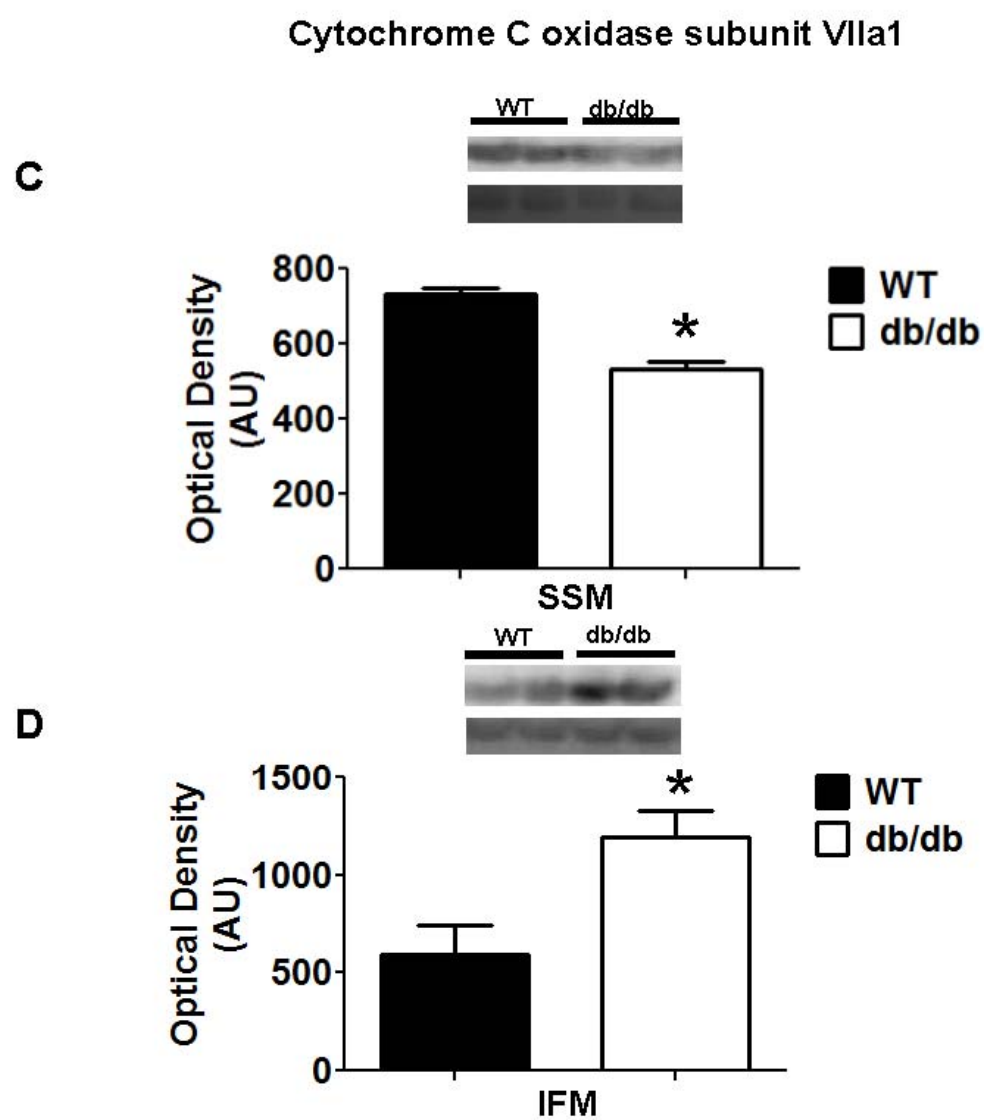 Cytochrome C oxidase subunit VIIa1
WT db/db
C
800
600
400
200
0
Optical Density
(AU)
*
WT
db/db
SSM
WT db/db
D
1500
1000
500
0
Optical Density
(AU)
*
WT
db/db
IFM